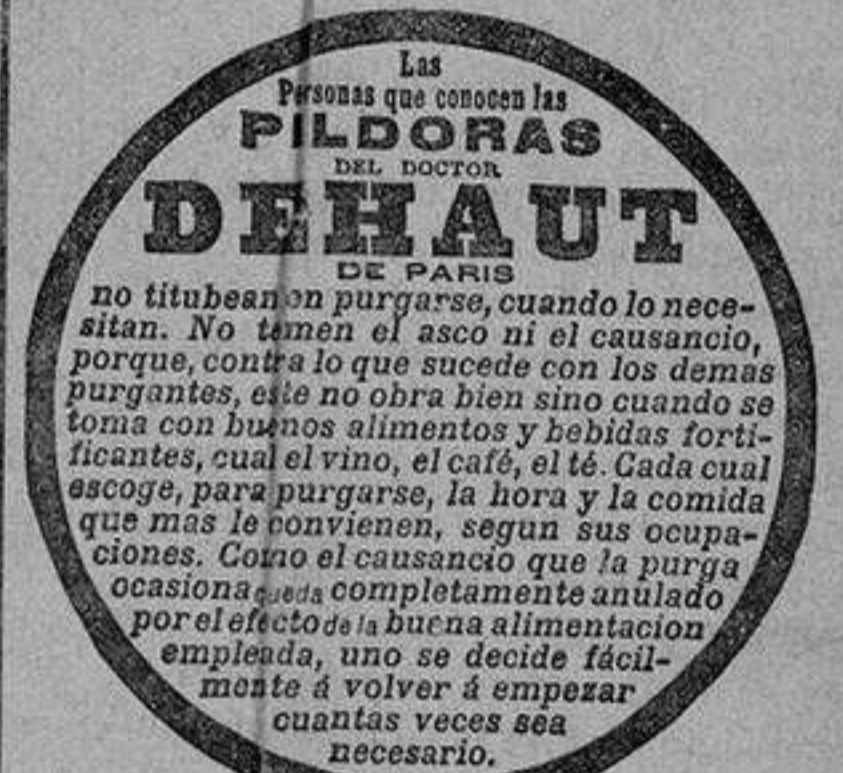 Las
Personas que conocen las
PILDORAS
DEL DOCTOR
DEHAUT
DE PARIS
no titubean en purgarse, cuando lo nece-
sitan. No temen el asco ni el causancio,
porque, contra lo que sucede con los demas
purgantes, este no obra bien sino cuando se
toma con buenos alimentos y bebidas forti-
ficantes, cual el vino, el café, el té. Cada cual
escoge, para purgarse, la hora y la comida
que mas le convienen, segun sus ocupa-
ciones. Como el causancio que la purga
ocasiona queda completamente anulado
por el efecto de la buena alimentacion
empleada, uno se decide fácil-
mente á volver á empezar
cuantas veces sea
necesario.